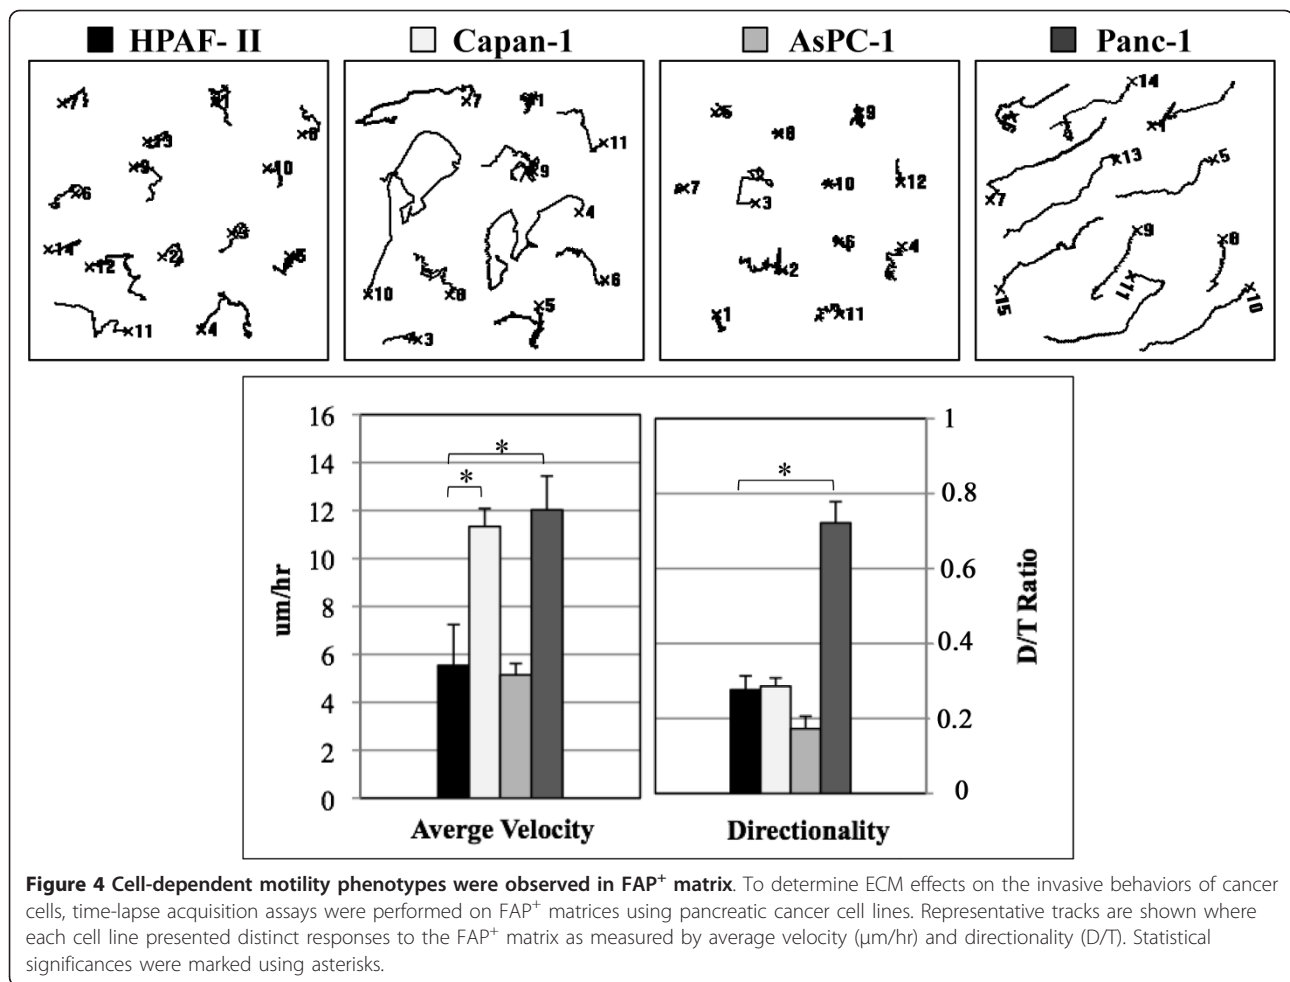 HPAF- II Capan-1 AsPC-1 Panc-1
7 1 8 13 9 10 6 3 14 2 5 12 11 4
7 1 11 9 4 10 8 6 5 3
5 9 8 7 3 10 12 6 4 2 1 11
14 5 4 1 13 5 7 9 8 11 15 10
16
14
12
10
8
6
4
2
0
um/hr
* *
Averge Velocity
1
0.8
0.6
0.4
0.2
0
D/T Ratio
*
Directionality
Figure 4 Cell-dependent motility phenotypes were observed in FAP⁺ matrix. To determine ECM effects on the invasive behaviors of cancer
cells, time-lapse acquisition assays were performed on FAP⁺ matrices using pancreatic cancer cell lines. Representative tracks are shown where
each cell line presented distinct responses to the FAP⁺ matrix as measured by average velocity (μm/hr) and directionality (D/T). Statistical
significances were marked using asterisks.